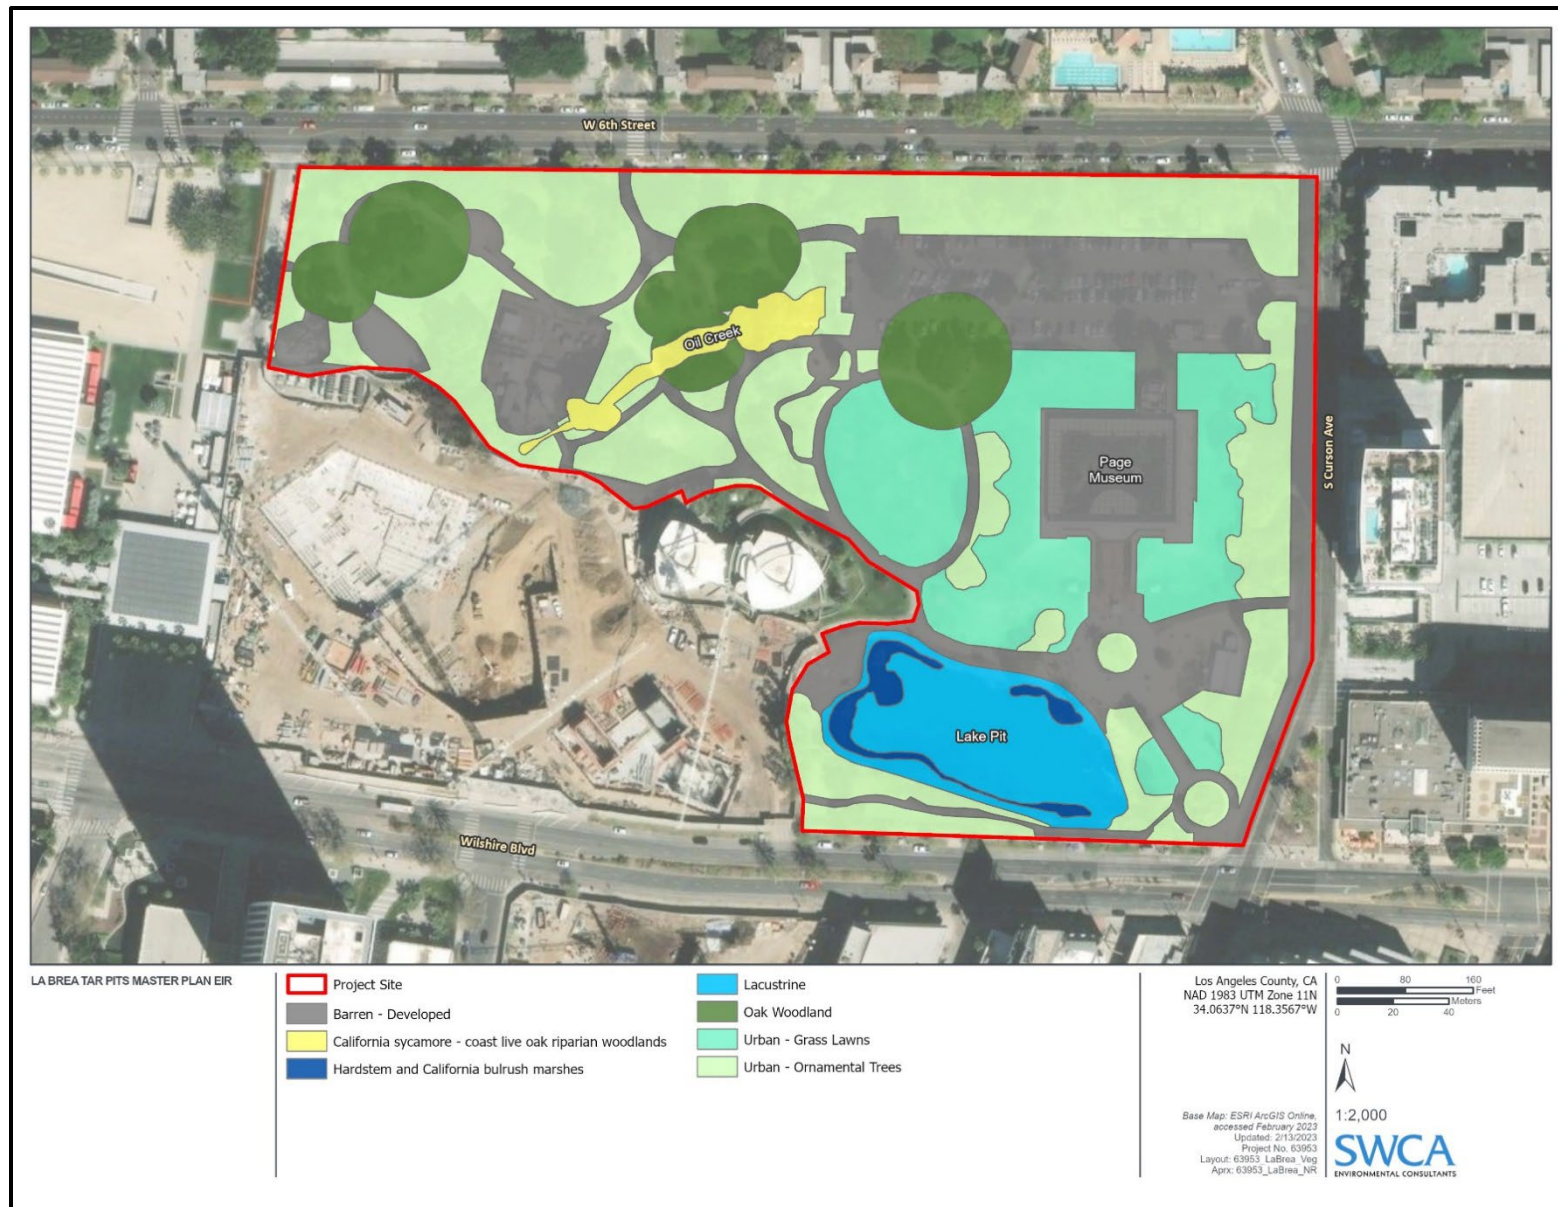 W 6th Street
Oil Creek
Page
Museum
S Curson Ave
Lake Pit
Wilshire Blvd
LA BREA TAR PITS MASTER PLAN EIR
Project Site
Barren - Developed
California sycamore - coast live oak riparian woodlands
Hardstem and California bulrush marshes
Lacustrine
Oak Woodland
Urban - Grass Lawns
Urban - Ornamental Trees
Los Angeles County, CA
NAD 1983 UTM Zone 11N
34.0637°N 118.3567°W
Base Map: ESRI ArcGIS Online,
accessed February 2023
Updated: 2/13/2023
Project No. 63953
Layout: 63953_LaBrea_Veg
Aprx: 63953_LaBrea_NR
0 80 160
Feet
Meters
0 20 40
N
1:2,000
SWCA
ENVIRONMENTAL CONSULTANTS